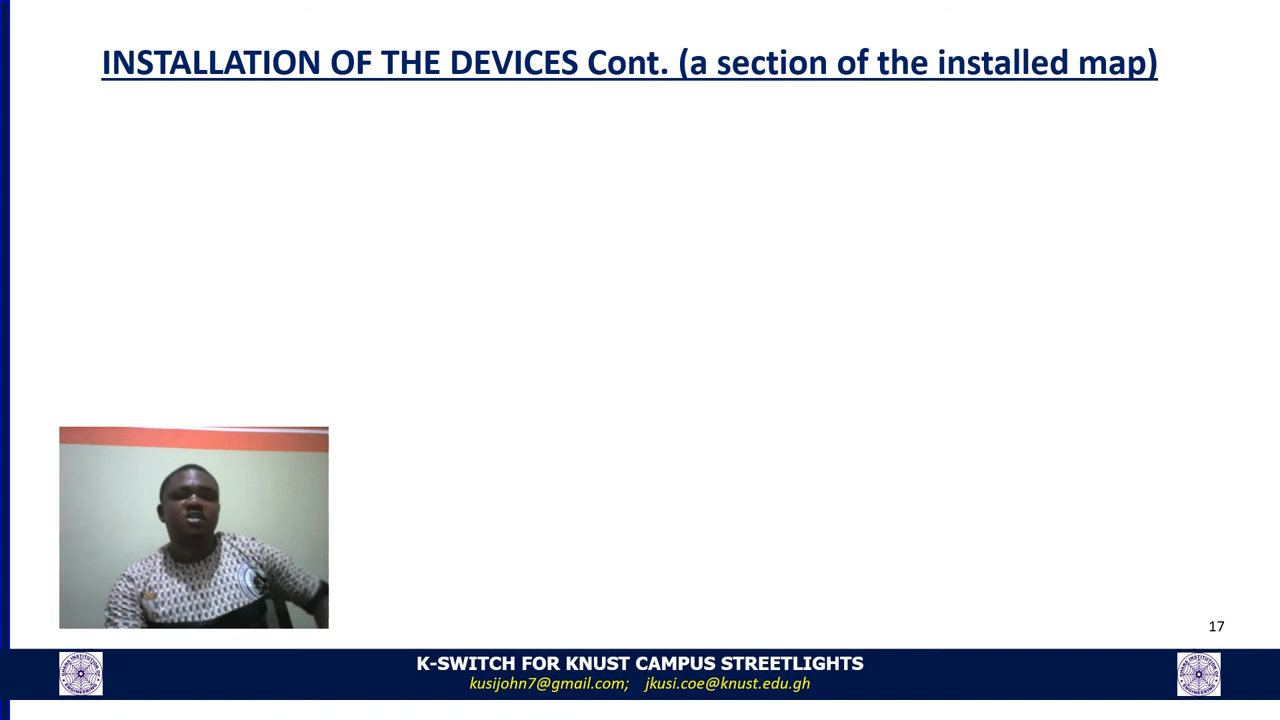 INSTALLATION OF THE DEVICES Cont. (a section of the installed map)
17
K-SWITCH FOR KNUST CAMPUS STREETLIGHTS
kusijohn7@gmail.com; jkusi.coe@knust.edu.gh